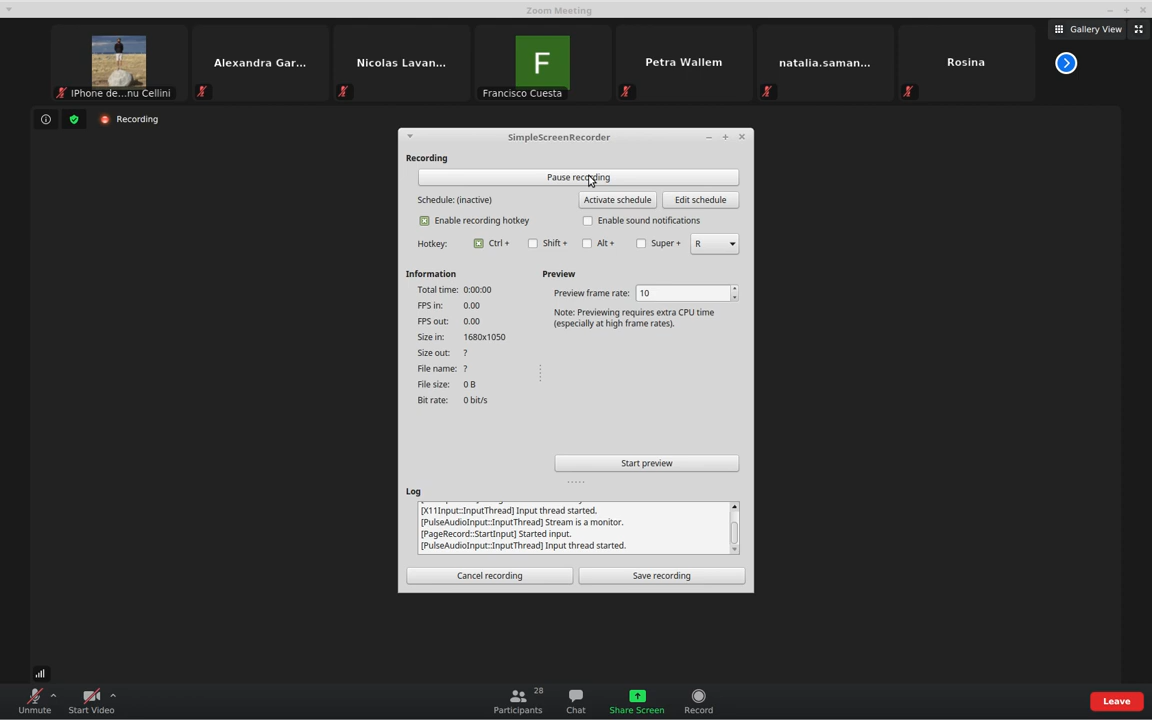 Zoom Meeting
Gallery View
Alexandra Gar...
Nicolas Lavan...
F
Petra Wallem
natalia.saman...
Rosina
IPhone de...nu Cellini
Francisco Cuesta
Recording
SimpleScreenRecorder
Recording
Pause recording
Schedule: (inactive)
Activate schedule
Edit schedule
Enable recording hotkey
Enable sound notifications
Hotkey:
Ctrl +
Shift +
Alt +
Super +
R
Information
Total time: 0:00:00
FPS in: 0.00
FPS out: 0.00
Size in: 1680x1050
Size out: ?
File name: ?
File size: 0 B
Bit rate: 0 bit/s
Preview
Preview frame rate: 10
Note: Previewing requires extra CPU time
(especially at high frame rates).
Start preview
Log
[X11Input::InputThread] Input thread started.
[PulseAudioInput::InputThread] Stream is a monitor.
[PageRecord::StartInput] Started input.
[PulseAudioInput::InputThread] Input thread started.
Cancel recording
Save recording
Unmute
Start Video
Participants
28
Chat
Share Screen
Record
Leave